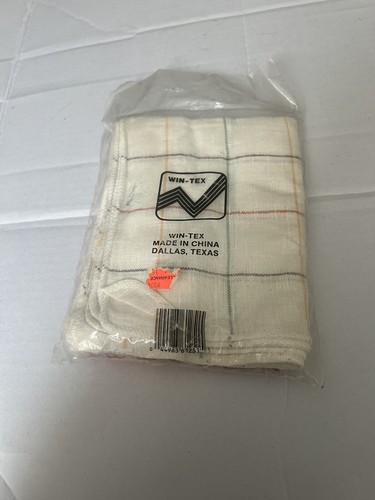 WIN-TEX
WIN-TEX
MADE IN CHINA
DALLAS, TEXAS